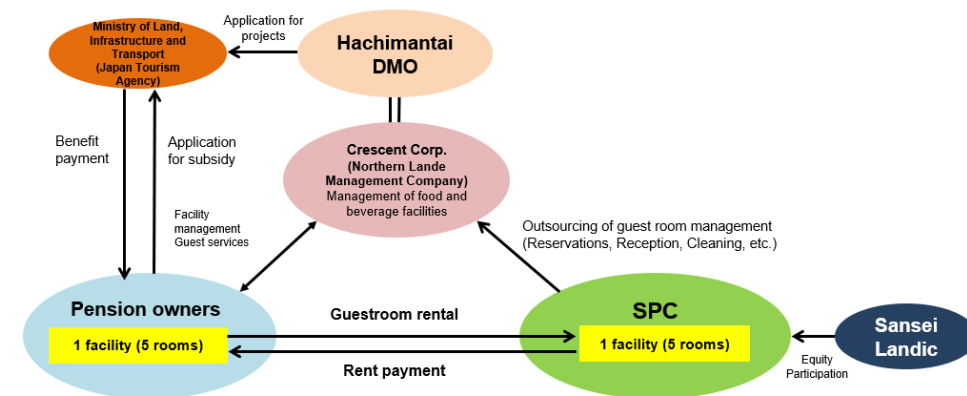 Ministry of Land,
Infrastructure and
Transport
(Japan Tourism
Agency)
Application for
projects
Hachimantai
DMO
Benefit
payment
Application
for subsidy
Crescent Corp.
(Northern Lande
Management Company)
Management of food and
beverage facilities
Facility
management
Guest services
Outsourcing of guest room management
(Reservations, Reception, Cleaning, etc.)
Pension owners
1 facility (5 rooms)
Guestroom rental
Rent payment
SPC
1 facility (5 rooms)
Equity
Participation
Sansei
Landic